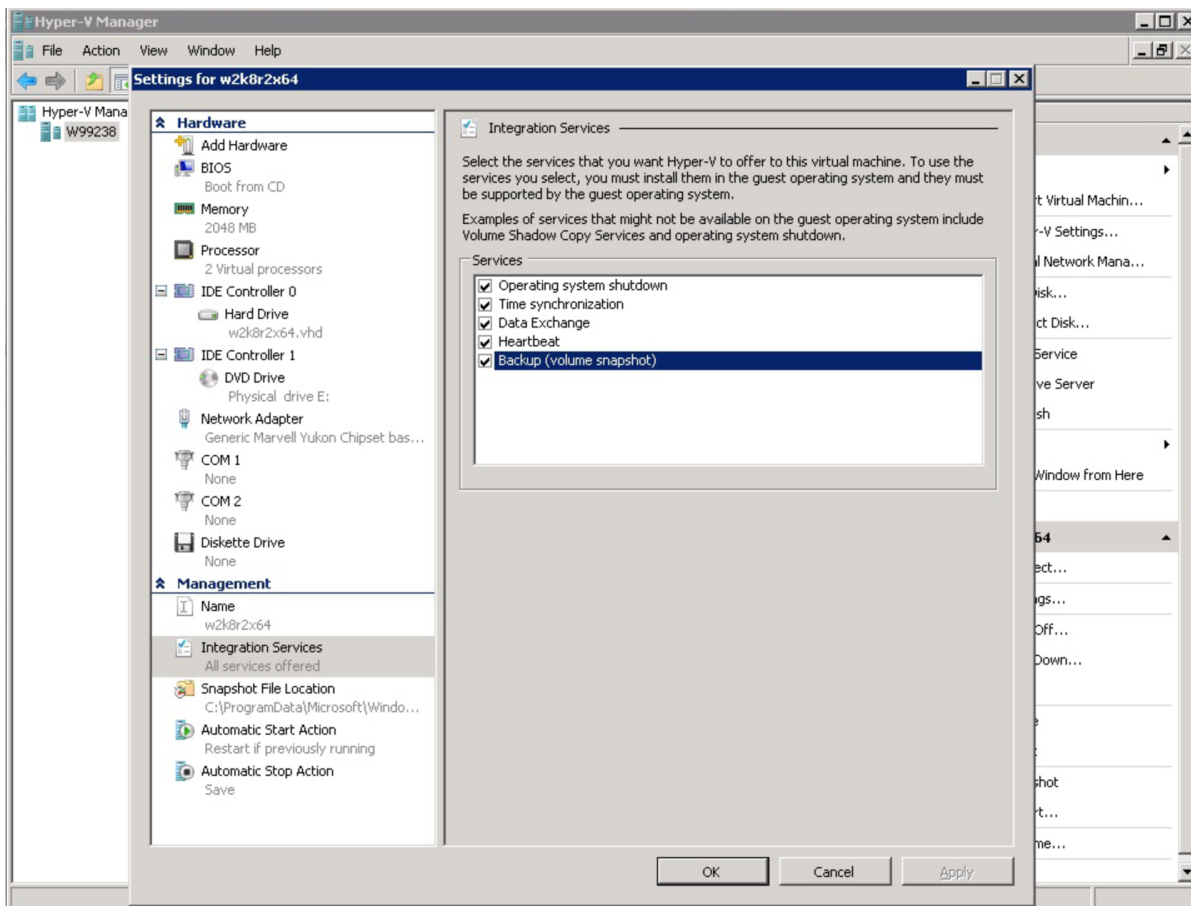 Hyper-V Manager
File Action View Window Help
Settings for w2k8r2x64
Hyper-V Mana
W99238
Hardware
Add Hardware
BIOS
Boot from CD
Memory
2048 MB
Processor
2 Virtual processors
IDE Controller 0
Hard Drive
w2k8r2x64.vhd
IDE Controller 1
DVD Drive
Physical drive E:
Network Adapter
Generic Marvell Yukon Chipset bas...
COM 1
None
COM 2
None
Diskette Drive
None
Management
Name
w2k8r2x64
Integration Services
All services offered
Snapshot File Location
C:\ProgramData\Microsoft\Windo...
Automatic Start Action
Restart if previously running
Automatic Stop Action
Save
Integration Services
Select the services that you want Hyper-V to offer to this virtual machine. To use the
services you select, you must install them in the guest operating system and they must
be supported by the guest operating system.
Examples of services that might not be available on the guest operating system include
Volume Shadow Copy Services and operating system shutdown.
Services
Operating system shutdown
Time synchronization
Data Exchange
Heartbeat
Backup (volume snapshot)
OK Cancel Apply
t Virtual Machin...
-V Settings...
l Network Mana...
isk...
ct Disk...
Service
ve Server
sh
Window from Here
64
ect...
gs...
Off...
Down...
shot
t...
me...